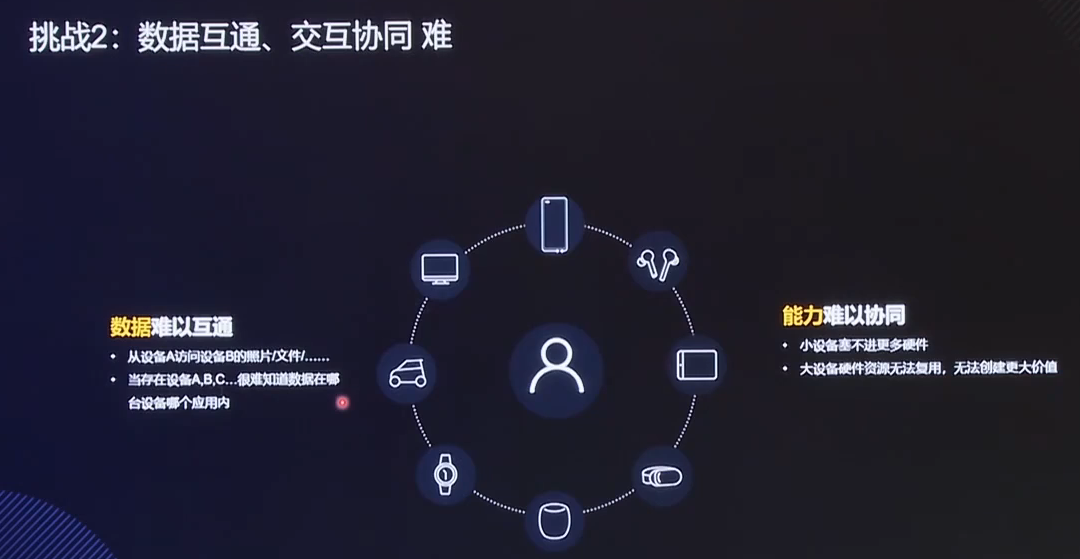 挑战2：数据互通、交互协同 难
数据难以互通
• 从设备A访问设备B的照片/文件/......
• 当存在设备A,B,C...很难知道数据在哪
台设备哪个应用内
能力难以协同
• 小设备塞不进更多硬件
• 大设备硬件资源无法复用，无法创建更大价值